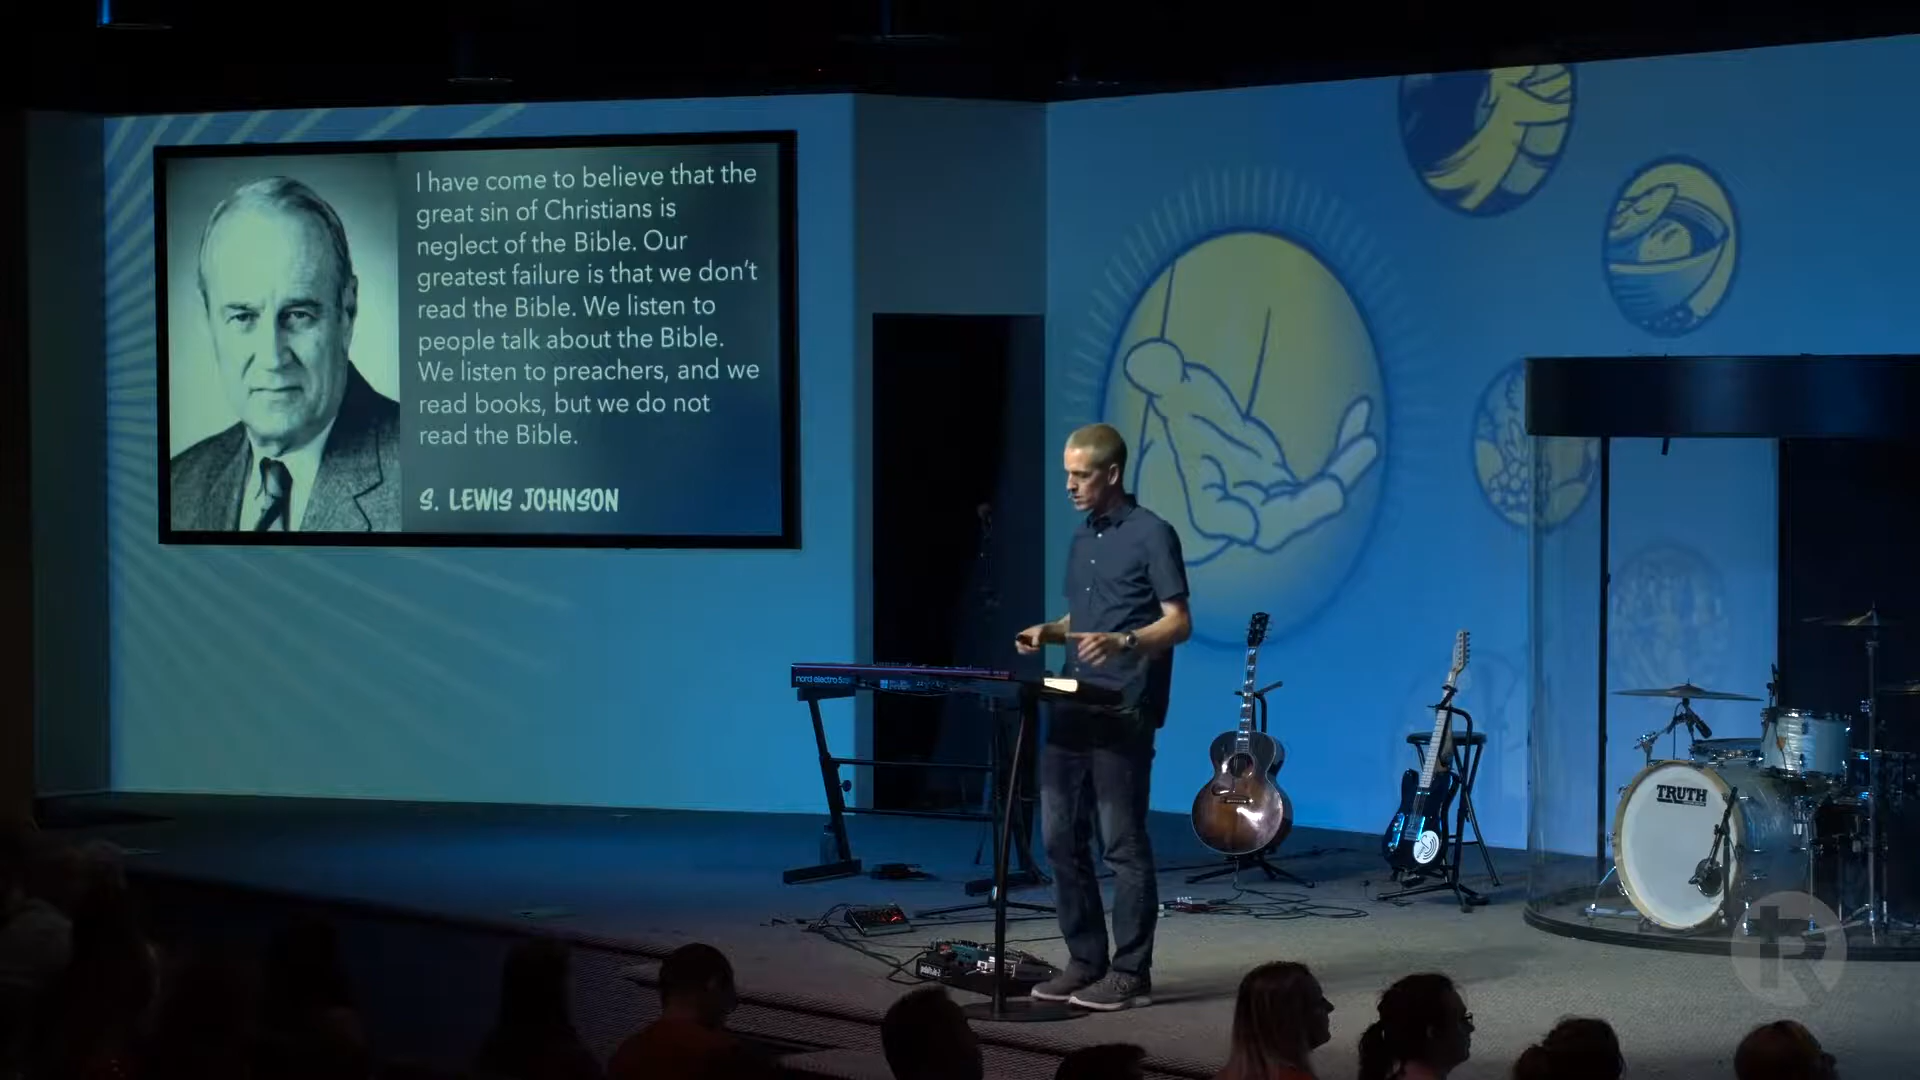 I have come to believe that the
great sin of Christians is
neglect of the Bible. Our
greatest failure is that we don't
read the Bible. We listen to
people talk about the Bible.
We listen to preachers, and we
read books, but we do not
read the Bible.
S. LEWIS JOHNSON
nord electro 5
TRUTH
R